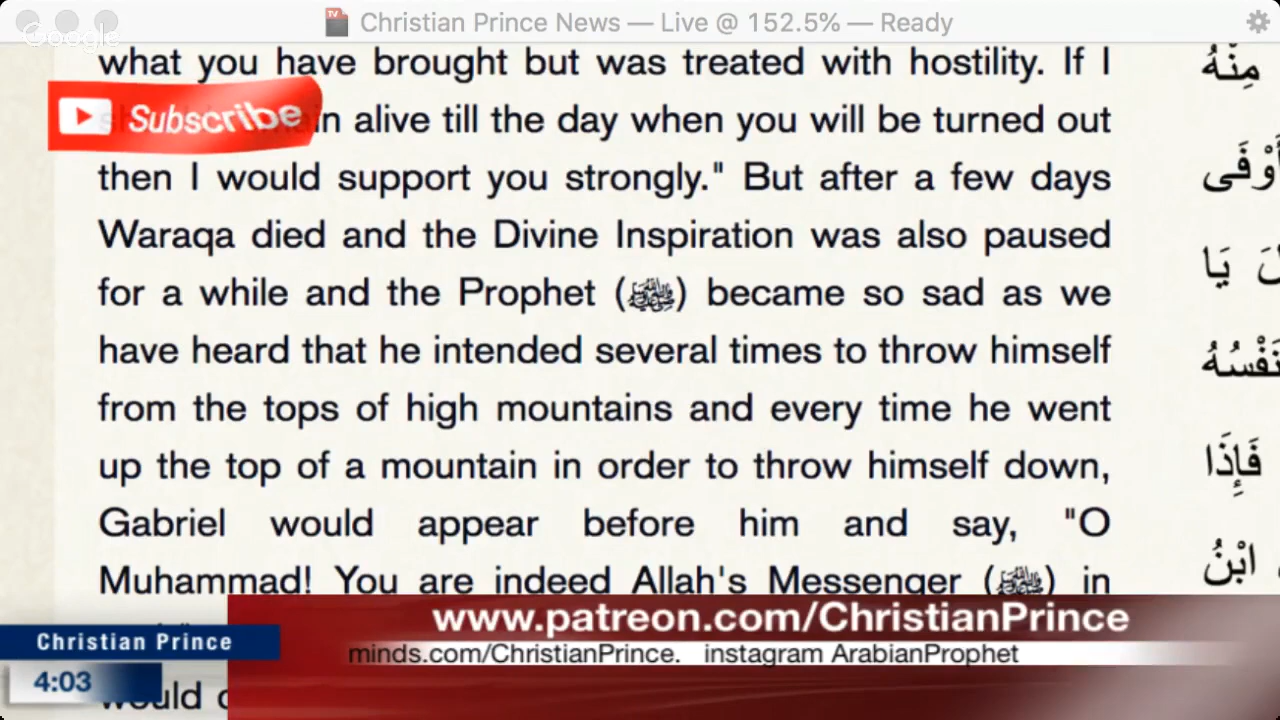 Christian Prince News — Live @ 152.5% — Ready
Google
what you have brought but was treated with hostility. If I
Subscribe
alive till the day when you will be turned out
then I would support you strongly." But after a few days
Waraqa died and the Divine Inspiration was also paused
for a while and the Prophet (ﷺ) became so sad as we
have heard that he intended several times to throw himself
from the tops of high mountains and every time he went
up the top of a mountain in order to throw himself down,
Gabriel would appear before him and say, "O
Muhammad! You are indeed Allah's Messenger (ﷺ) in
مِنْهُ
أَوْفَى
يَا
نَفْسُهُ
فَإِذَا
ابْنُ
www.patreon.com/ChristianPrince
Christian Prince
minds.com/ChristianPrince. instagram ArabianProphet
4:03
would